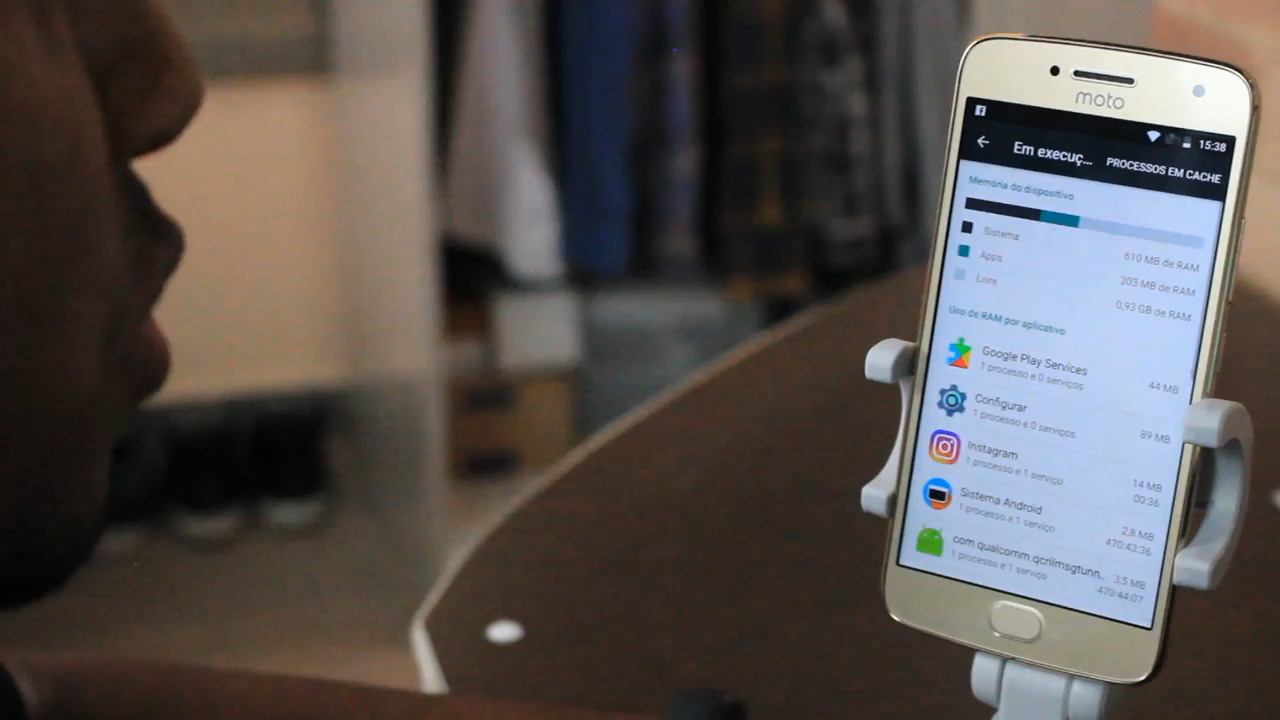 moto
15:38
Em execuç... PROCESSOS EM CACHE
Memória do dispositivo
Sistema 610 MB de RAM
Apps 303 MB de RAM
Livre 0,93 GB de RAM
Uso de RAM por aplicativo
Google Play Services
1 processo e 0 serviços 44 MB
Configurar
1 processo e 0 serviços 89 MB
Instagram
1 processo e 1 serviço 14 MB
00:36
Sistema Android
1 processo e 1 serviço 2,8 MB
470:43:36
com.qualcomm.qcrilmsgtunn.. 3,5 MB
1 processo e 1 serviço 470:44:07